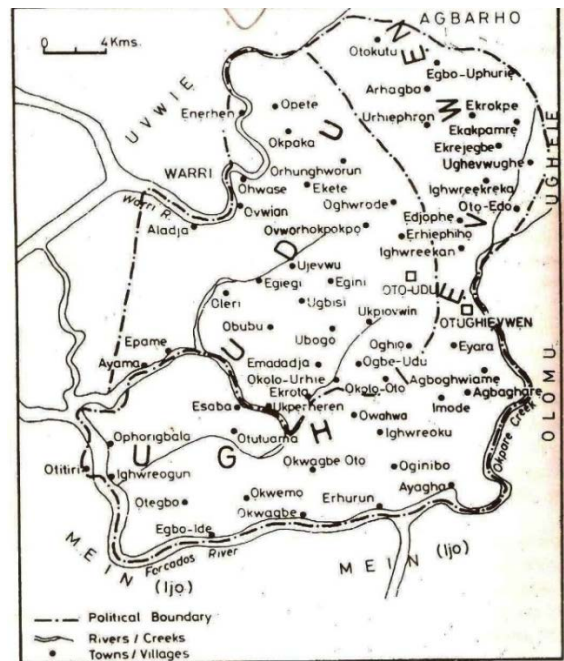 AGBARHO
0 4 Kms.
Otokutu
Egbo-Uphurie
UVWIE
Arhagba
Opete
Ekrokpe
Enerhen
Urhiephron
Ekakpamre
Okpaka
Ekrejegbe
UGHELE
Ughevwughe
WARRI
Orhunghworun
Ighwreekreka
Ohwase
Ekete
Oto-Edo
Warri R.
Ovwian
Oghwrode
Edjophe
Aladja
Ovworhokpokpo
Erhiephiho
Ighwreekan
Ujevwu
OTO-UDU
Egiegi
Egini
Gleri
Ugbisi
OTUGHIEVWEN
Obubu
Ukpiovwin
Ubogo
Epame
Oghio
Eyara
Ayama
Emadadja
Ogbe-Udu
Okolo-Urhie
Okolo-Oto
Agboghwiame
Ekrota
Agbaghare
Esaba
Ukperheren
Imode
OLOMU
Owahwa
Ophorigbala
Otutuama
Ighwreoku
UDU
UGHIEVWEN
Okpare Creek
Otitiri
Okwagbe Oto
Oginibo
Ighwreogun
Ayagha
Otegbo
Okwemo
Erhurun
Okwagbe
Egbo-Ide
MEIN
(Ijo)
Forcados River
MEIN (Ijo)
Political Boundary
Rivers / Creeks
Towns / Villages